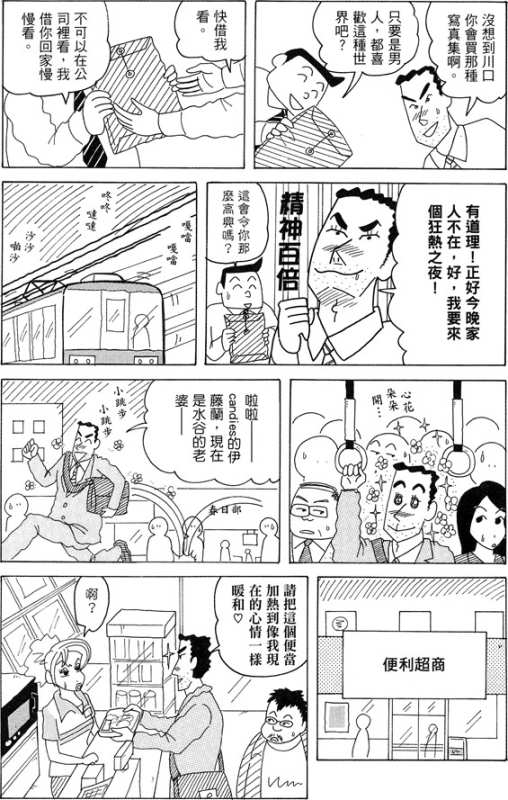 沒想到川口
你會買那種
寫真集啊。
只要是男
人，都喜
歡這種世
界吧？
快借我
看。
不可以在公
司裡看，我
借你回家慢
慢看。
有道理！正好今晚家
人不在，好，我要來
個狂熱之夜！
精神百倍
這會令你那
麼高興嗎？
嘎噹
嘎噹
咚咚
噠噠
沙沙
啪沙
心花
朵朵
開…
啦啦——
candies的伊
藤蘭，現在
是水谷的老
婆——
小跳步
小跳步
春日部
便利超商
請把這個便當
加熱到像我現
在的心情一樣
暖和♡
啊？